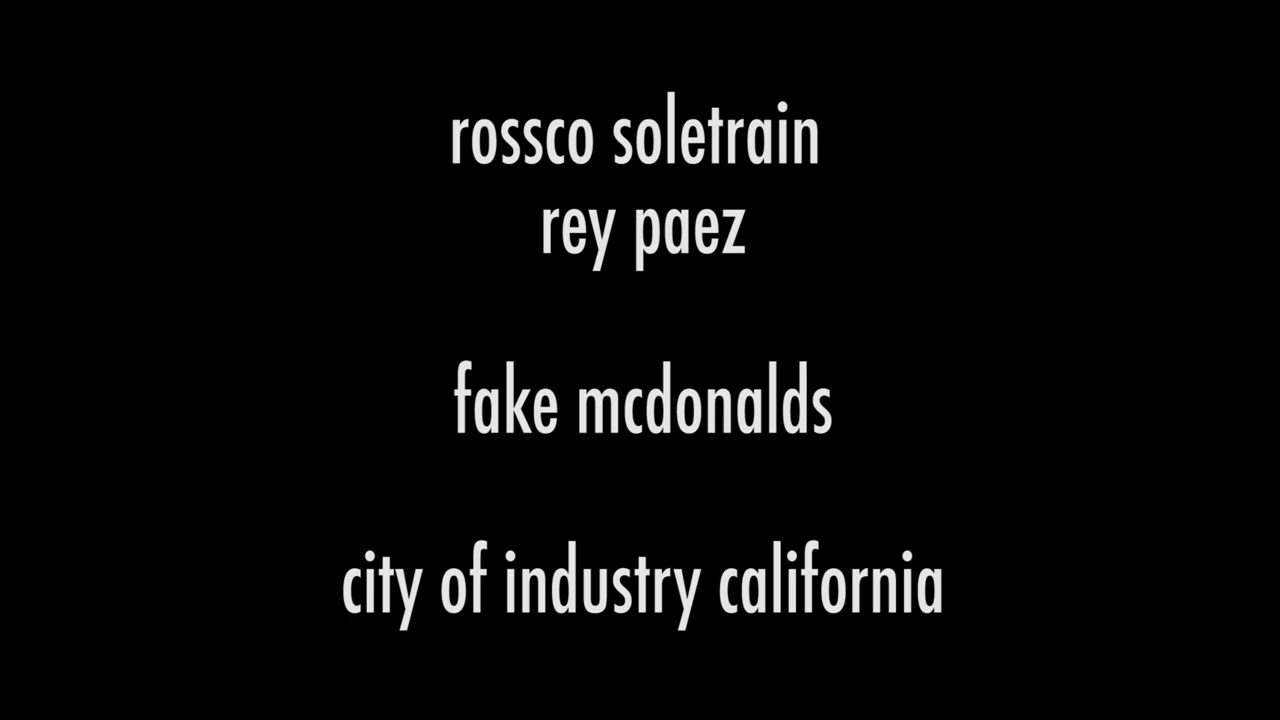 rossco soletrain
rey paez
fake mcdonalds
city of industry california